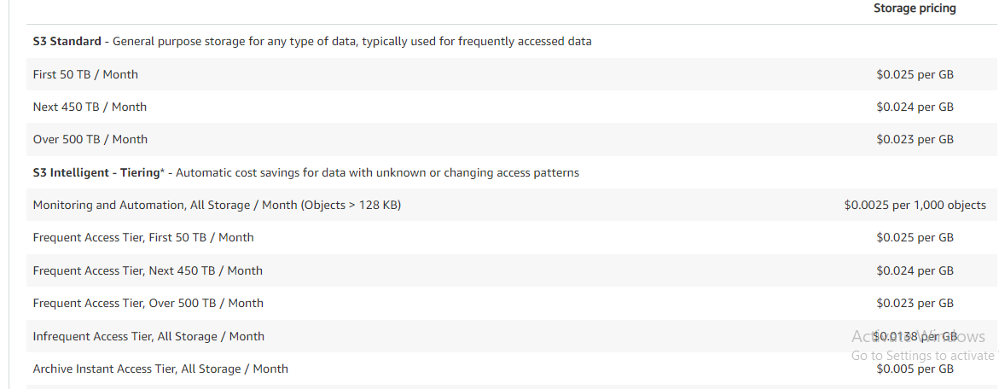 Storage pricing
S3 Standard - General purpose storage for any type of data, typically used for frequently accessed data
First 50 TB / Month $0.025 per GB
Next 450 TB / Month $0.024 per GB
Over 500 TB / Month $0.023 per GB
S3 Intelligent - Tiering* - Automatic cost savings for data with unknown or changing access patterns
Monitoring and Automation, All Storage / Month (Objects > 128 KB) $0.0025 per 1,000 objects
Frequent Access Tier, First 50 TB / Month $0.025 per GB
Frequent Access Tier, Next 450 TB / Month $0.024 per GB
Frequent Access Tier, Over 500 TB / Month $0.023 per GB
Infrequent Access Tier, All Storage / Month $0.0138 per GB
Activate Windows
Go to Settings to activate
Archive Instant Access Tier, All Storage / Month $0.005 per GB